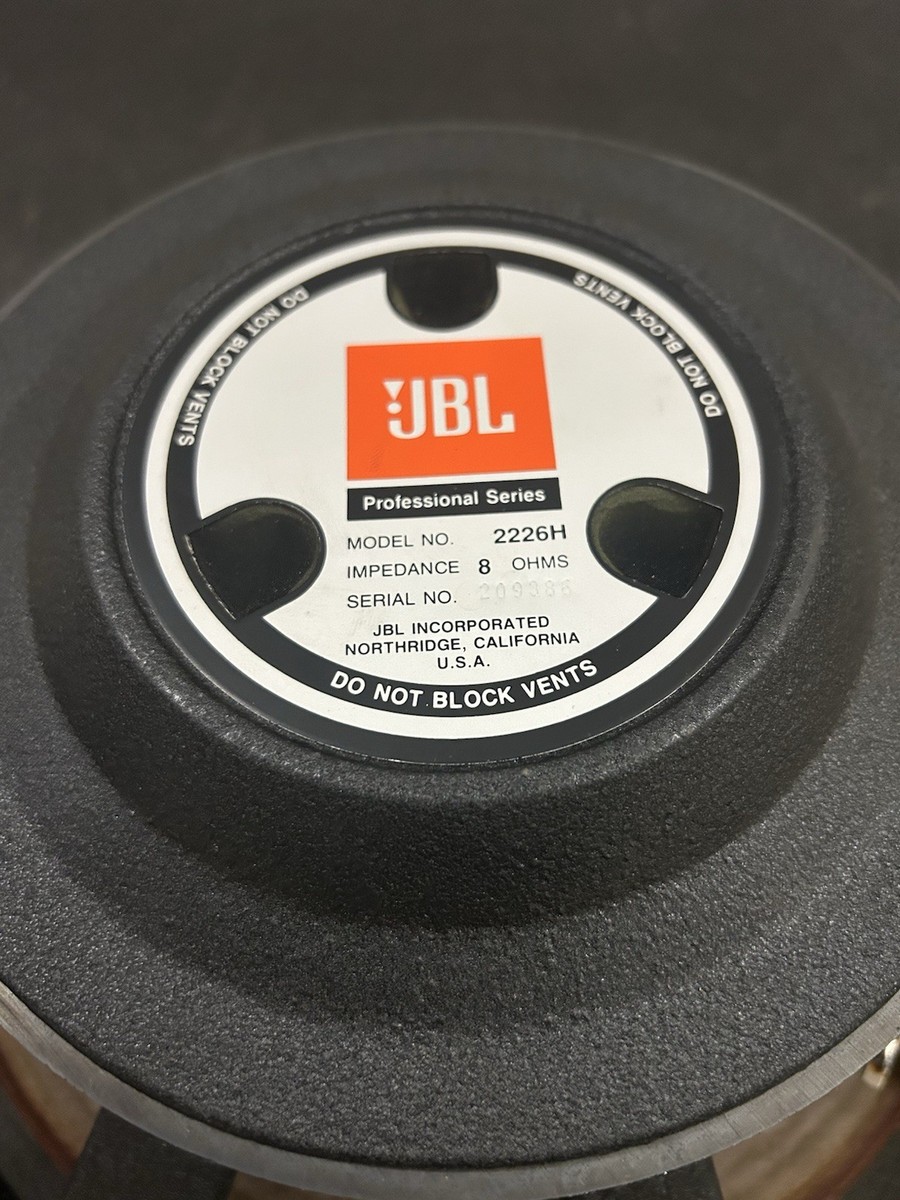 DO NOT BLOCK VENTS
DO NOT BLOCK VENTS
JBL
Professional Series
MODEL NO. 2226H
IMPEDANCE 8 OHMS
SERIAL NO. 209386
JBL INCORPORATED
NORTHRIDGE, CALIFORNIA
U.S.A.
DO NOT BLOCK VENTS